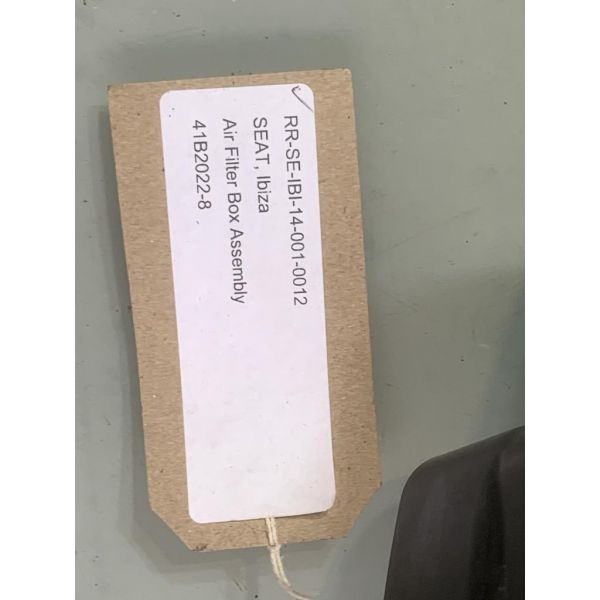 RR-SE-IBI-14-001-0012
SEAT, Ibiza
Air Filter Box Assembly
41B2022-8